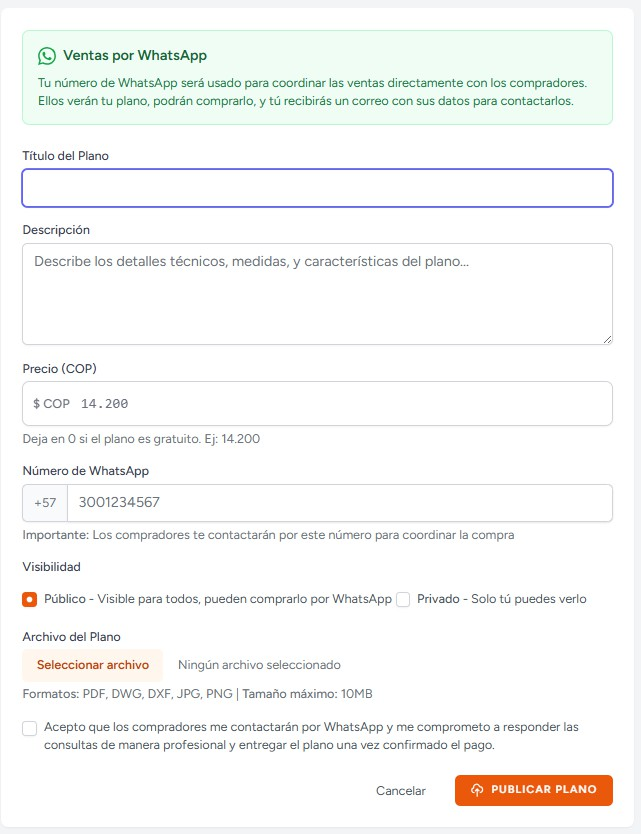 Ventas por WhatsApp
Tu número de WhatsApp será usado para coordinar las ventas directamente con los compradores.
Ellos verán tu plano, podrán comprarlo, y tú recibirás un correo con sus datos para contactarlos.
Título del Plano
Descripción
Describe los detalles técnicos, medidas, y características del plano...
Precio (COP)
$ COP 14.200
Deja en 0 si el plano es gratuito. Ej: 14.200
Número de WhatsApp
+57 3001234567
Importante: Los compradores te contactarán por este número para coordinar la compra
Visibilidad
Público - Visible para todos, pueden comprarlo por WhatsApp Privado - Solo tú puedes verlo
Archivo del Plano
Seleccionar archivo Ningún archivo seleccionado
Formatos: PDF, DWG, DXF, JPG, PNG | Tamaño máximo: 10MB
Acepto que los compradores me contactarán por WhatsApp y me comprometo a responder las
consultas de manera profesional y entregar el plano una vez confirmado el pago.
Cancelar PUBLICAR PLANO